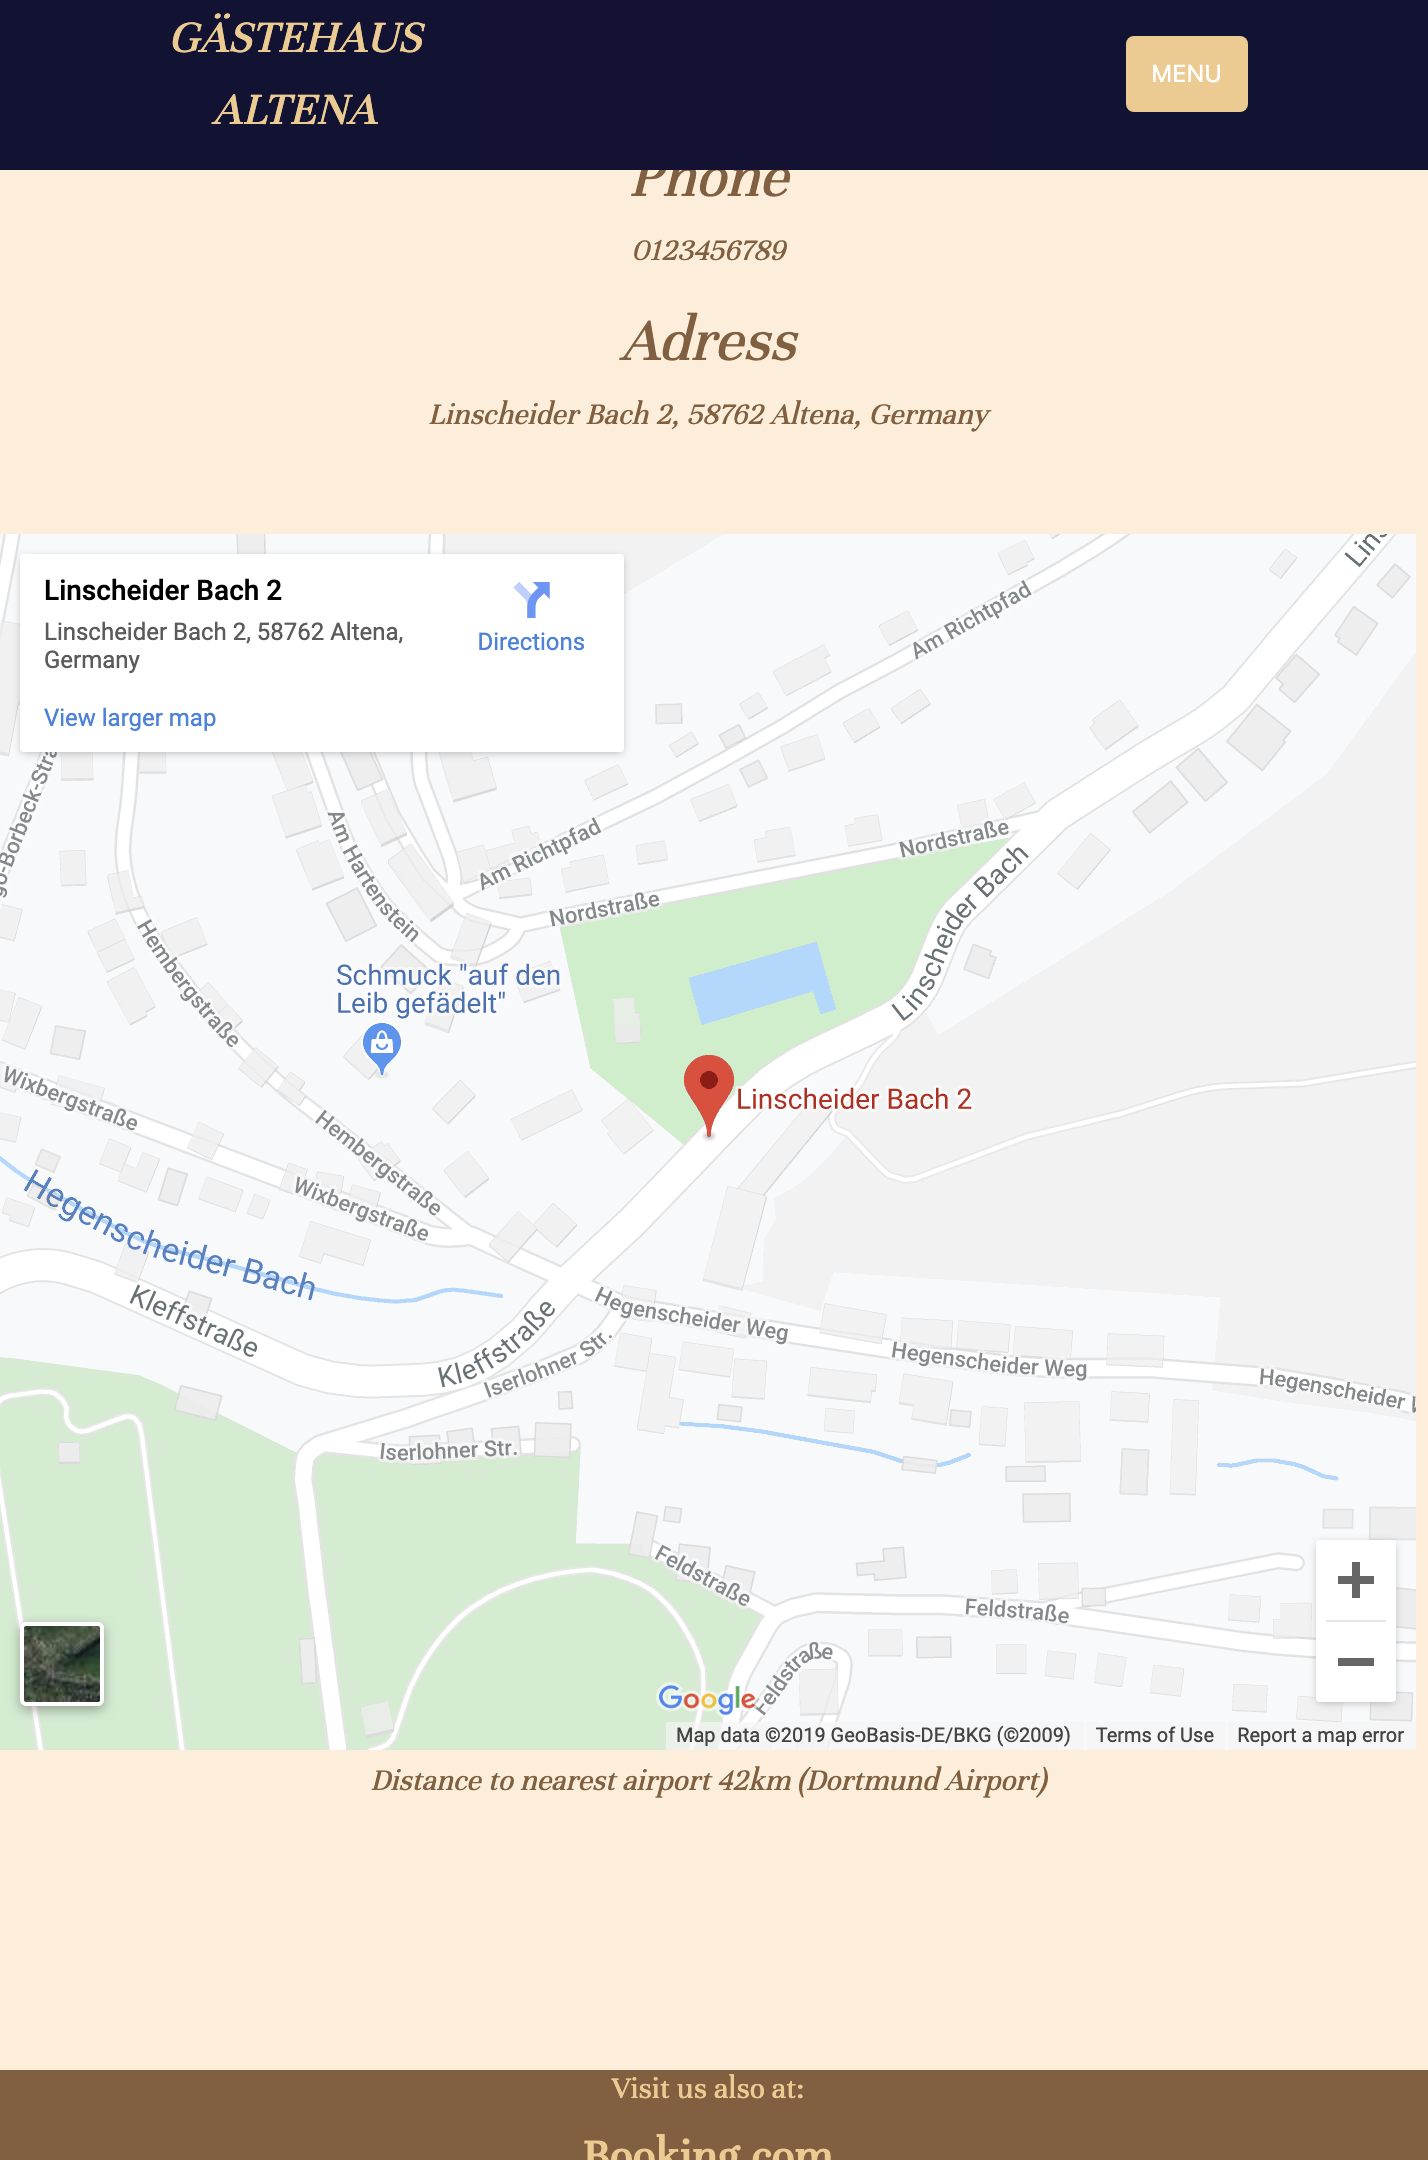 GÄSTEHAUS
ALTENA
MENU
Phone
0123456789
Adress
Linscheider Bach 2, 58762 Altena, Germany
Linscheider Bach 2
Linscheider Bach 2, 58762 Altena,
Germany
Directions
View larger map
Am Richtpfad
Am Hartenstein
Am Richtpfad
Nordstraße
Nordstraße
Linscheider Bach
Hembergstraße
Schmuck "auf den
Leib gefädelt"
Wixbergstraße
Linscheider Bach 2
Hembergstraße
Wixbergstraße
Hegenscheider Bach
Kleffstraße
Kleffstraße
Hegenscheider Weg
Hegenscheider Weg
Hegenscheider
Iserlohner Str.
Iserlohner Str.
Feldstraße
Feldstraße
Feldstraße
Google
Map data ©2019 GeoBasis-DE/BKG (©2009)
Terms of Use
Report a map error
Distance to nearest airport 42km (Dortmund Airport)
Visit us also at:
Booking.com